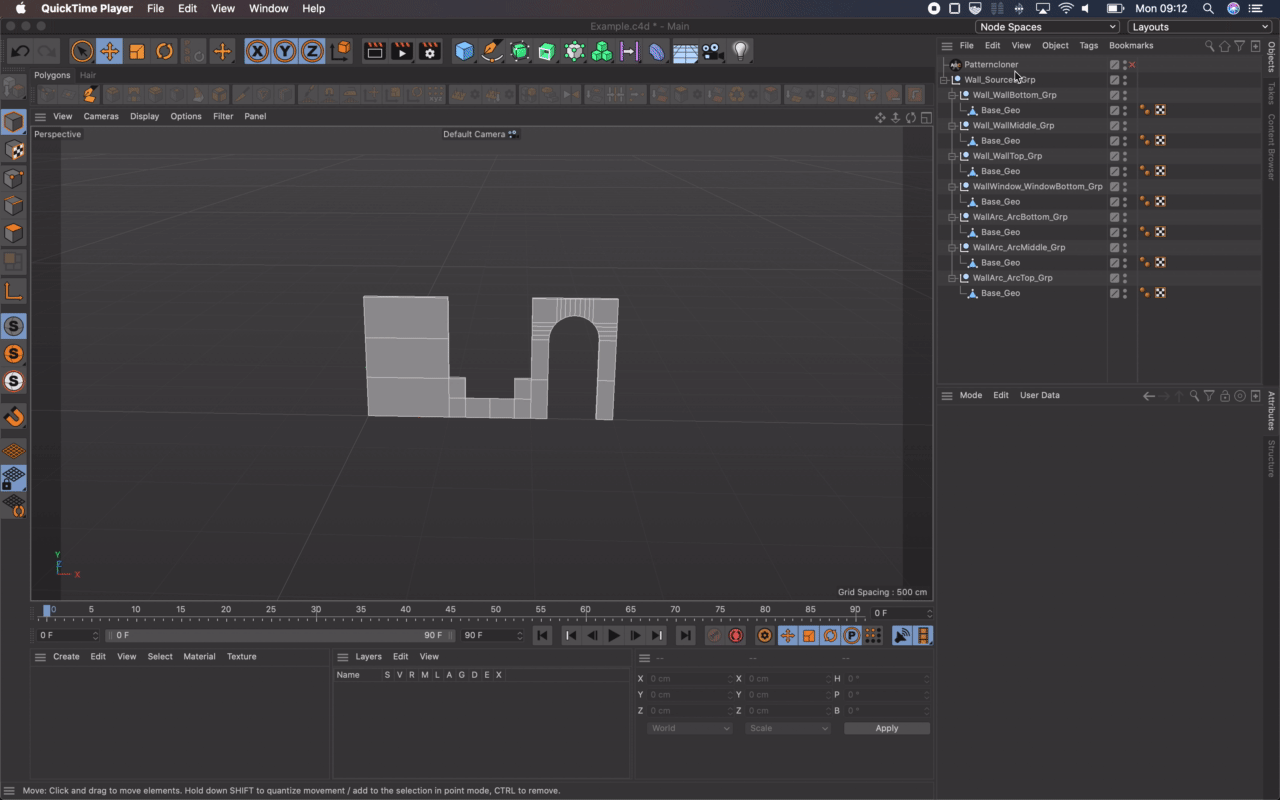 QuickTime Player File Edit View Window Help Mon 09:12
Example.c4d * - Main
Node Spaces Layouts
File Edit View Object Tags Bookmarks
Polygons Hair
View Cameras Display Options Filter Panel
Perspective Default Camera
Patterncloner
Wall_WallBottom_Grp
Base_Geo
Wall_WallMiddle_Grp
Base_Geo
Wall_WallTop_Grp
Base_Geo
WallWindow_WindowBottom_Grp
Base_Geo
WallArc_ArcBottom_Grp
Base_Geo
WallArc_ArcMiddle_Grp
Base_Geo
WallArc_ArcTop_Grp
Base_Geo
Objects
Takes
Content Browser
Mode Edit User Data
Attributes
Structure
Y
Z
X
Grid Spacing : 500 cm
0 5 10 15 20 25 30 35 40 45 50 55 60 65 70 75 80 85 90 0 F
0 F 0 F 90 F 90 F
Create Edit View Select Material Texture
Layers Edit View
Name S V R M L A G D E X
-- -- --
X 0 cm X 0 cm H 0 °
Y 0 cm Y 0 cm P 0 °
Z 0 cm Z 0 cm B 0 °
World Scale Apply
Move: Click and drag to move elements. Hold down SHIFT to quantize movement / add to the selection in point mode, CTRL to remove.